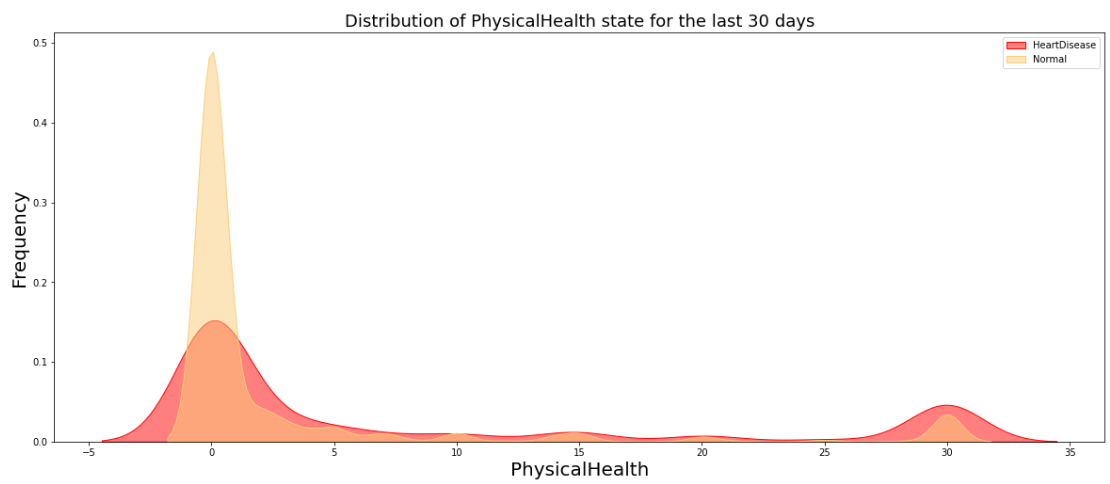 Distribution of PhysicalHealth state for the last 30 days
HeartDisease
Normal
Frequency
0.5
0.4
0.3
0.2
0.1
0.0
−5 0 5 10 15 20 25 30 35
PhysicalHealth